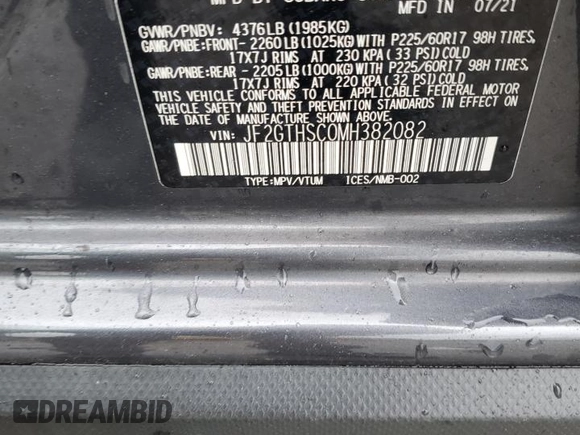 MFD IN 07/21
GVWR/PNBV: 4376LB (1985KG)
GAWR/PNBE:FRONT- 2260LB (1025KG) WITH P225/60R17 98H TIRES,
17X7J RIMS AT 230 KPA (33 PSI) COLD
GAWR/PNBE:REAR - 2205LB (1000KG) WITH P225/60R17 98H TIRES,
17X7J RIMS AT 220 KPA (32 PSI) COLD
THIS VEHICLE CONFORMS TO ALL APPLICABLE FEDERAL MOTOR
VEHICLE SAFETY AND THEFT PREVENTION STANDARDS IN EFFECT
ON THE DATE OF MANUFACTURE SHOWN ABOVE.
VIN: JF2GTHSC0MH382082
TYPE:MPV/VTUM ICES/NMB-002
DREAMBID